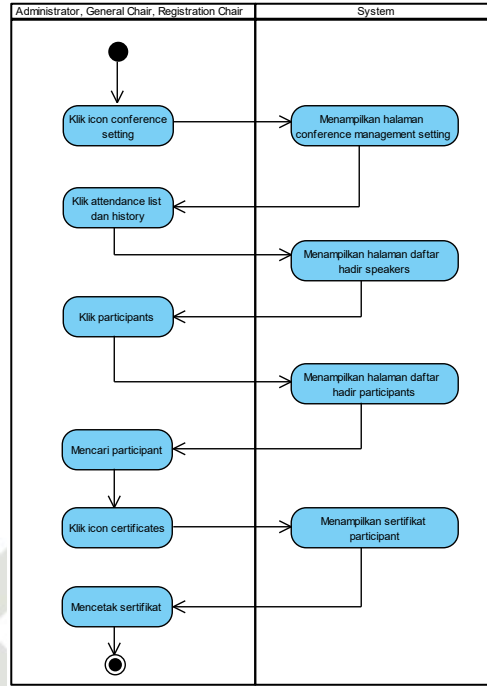 Administrator, General Chair, Registration Chair
System
Klik icon conference
setting
Menampilkan halaman
conference management setting
Klik attendance list
dan history
Menampilkan halaman daftar
hadir speakers
Klik participants
Menampilkan halaman daftar
hadir participants
Mencari participant
Klik icon certificates
Menampilkan sertifikat
participant
Mencetak sertifikat